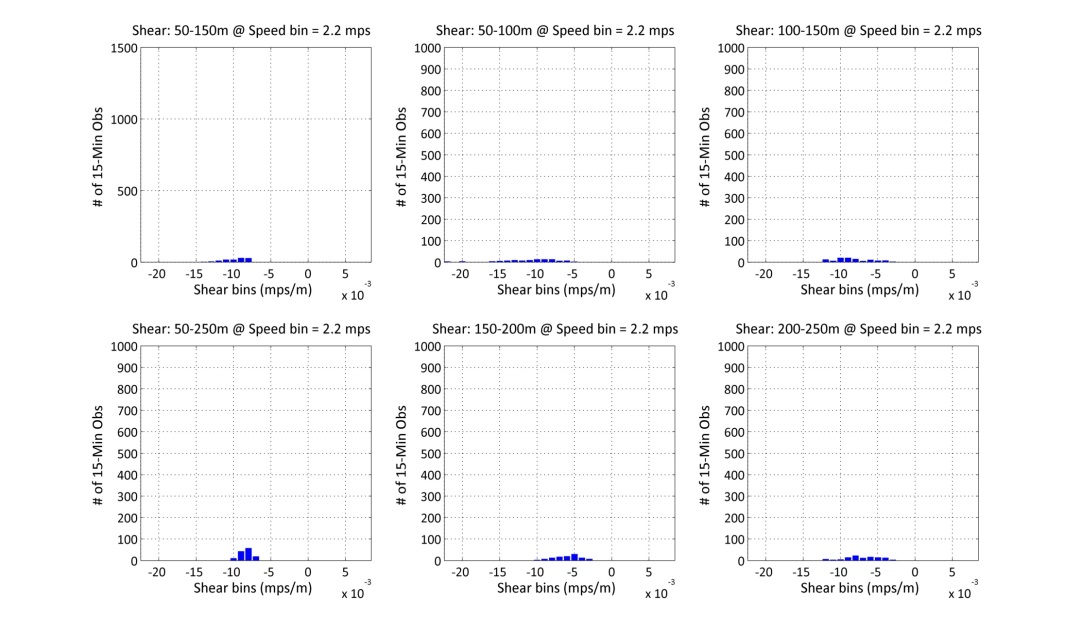 Shear: 50-150m @ Speed bin = 2.2 mps
1500
1000
500
0
# of 15-Min Obs
-20 -15 -10 -5 0 5
Shear bins (mps/m)
x 10-3
Shear: 50-100m @ Speed bin = 2.2 mps
1000
900
800
700
600
500
400
300
200
100
0
# of 15-Min Obs
-20 -15 -10 -5 0 5
Shear bins (mps/m)
x 10-3
Shear: 100-150m @ Speed bin = 2.2 mps
1000
900
800
700
600
500
400
300
200
100
0
# of 15-Min Obs
-20 -15 -10 -5 0 5
Shear bins (mps/m)
x 10-3
Shear: 50-250m @ Speed bin = 2.2 mps
1000
900
800
700
600
500
400
300
200
100
0
# of 15-Min Obs
-20 -15 -10 -5 0 5
Shear bins (mps/m)
x 10-3
Shear: 150-200m @ Speed bin = 2.2 mps
1000
900
800
700
600
500
400
300
200
100
0
# of 15-Min Obs
-20 -15 -10 -5 0 5
Shear bins (mps/m)
x 10-3
Shear: 200-250m @ Speed bin = 2.2 mps
1000
900
800
700
600
500
400
300
200
100
0
# of 15-Min Obs
-20 -15 -10 -5 0 5
Shear bins (mps/m)
x 10-3